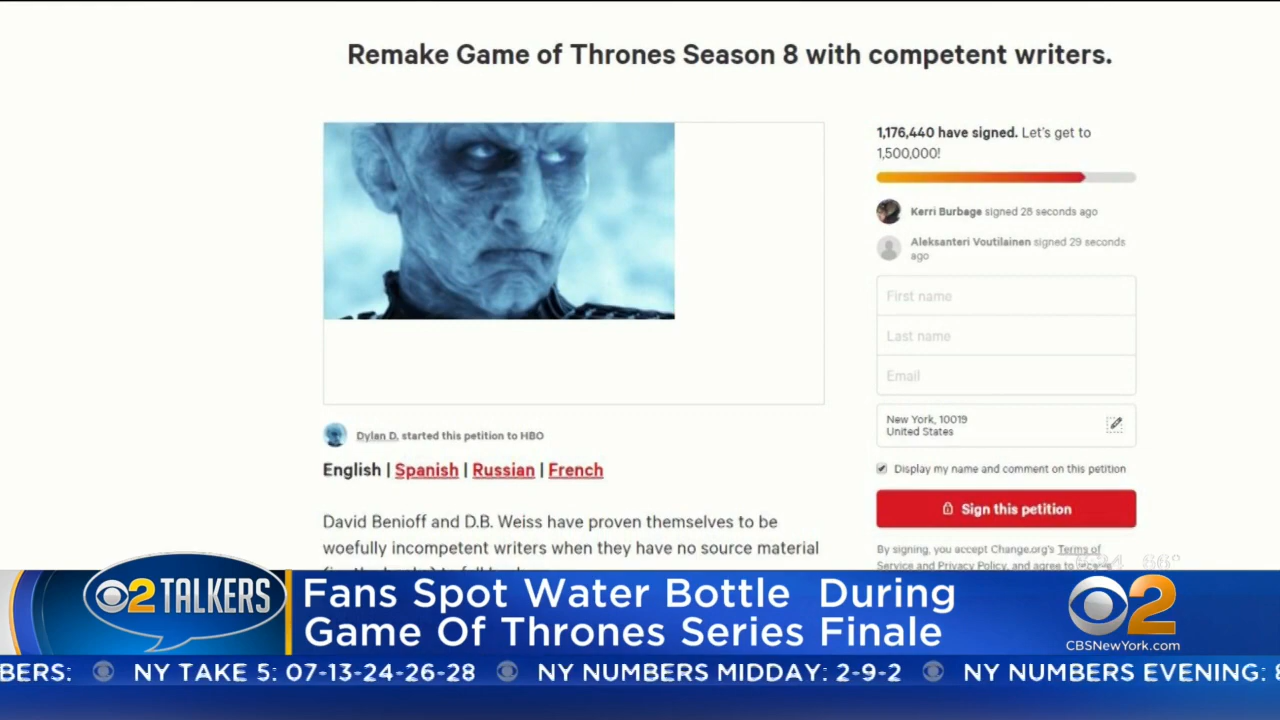 Remake Game of Thrones Season 8 with competent writers.
1,176,440 have signed. Let's get to
1,500,000!
Kerri Burbage signed 28 seconds ago
Aleksanteri Voutilainen signed 29 seconds
ago
First name
Last name
Email
New York, 10019
United States
Display my name and comment on this petition
Sign this petition
By signing, you accept Change.org's Terms of
Service and Privacy Policy, and agree to
Dylan D. started this petition to HBO
English | Spanish | Russian | French
David Benioff and D.B. Weiss have proven themselves to be
woefully incompetent writers when they have no source material
2 TALKERS
Fans Spot Water Bottle During
Game Of Thrones Series Finale
2
CBSNewYork.com
BERS: NY TAKE 5: 07-13-24-26-28 NY NUMBERS MIDDAY: 2-9-2 NY NUMBERS EVENING: